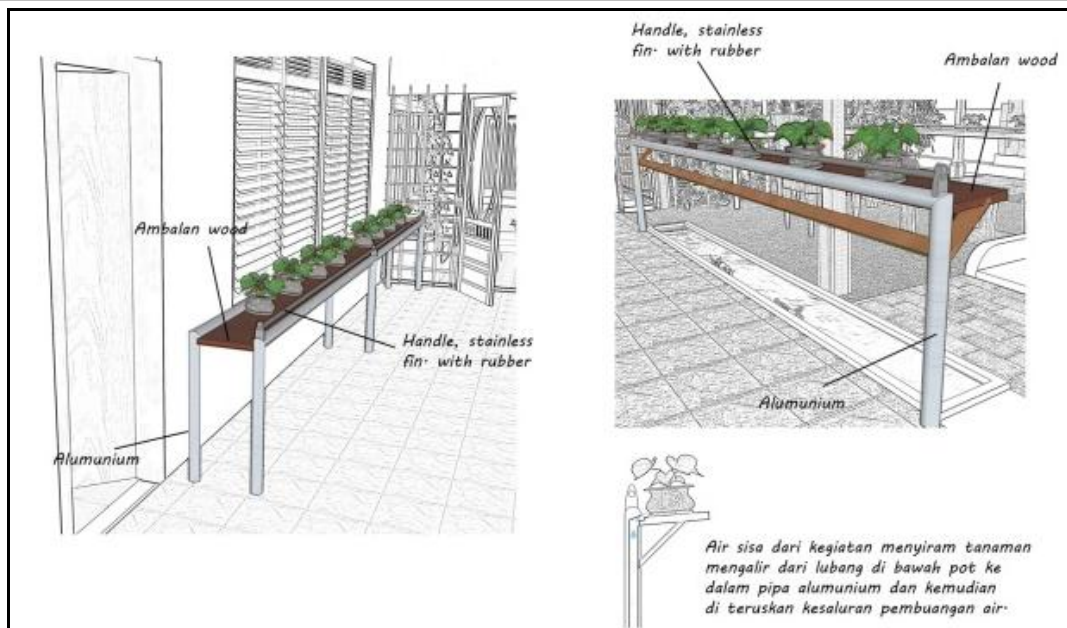 Ambalan wood
Handle, stainless
fin. with rubber
Alumunium
Handle, stainless
fin. with rubber
Ambalan wood
Alumunium
Air sisa dari kegiatan menyiram tanaman
mengalir dari lubang di bawah pot ke
dalam pipa alumunium dan kemudian
di teruskan kesaluran pembuangan air.